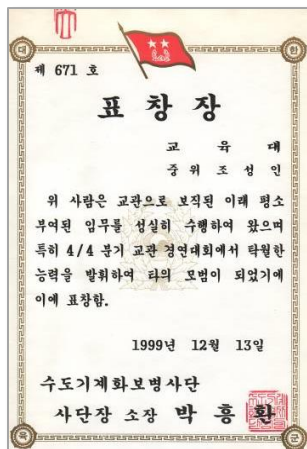 제 671 호
표 창 장
교 육 대
중 위 조 성 인
위 사람은 교관으로 보직된 이래 평소
부여된 임무를 성실히 수행하여 왔으며
특히 4/4 분기 교관 경연대회에서 탁월한
능력을 발휘하여 타의 모범이 되었기에
이에 표창함.
1999년 12월 13일
수도기계화보병사단
사단장 소장 박 흥 환
대 한
육 군